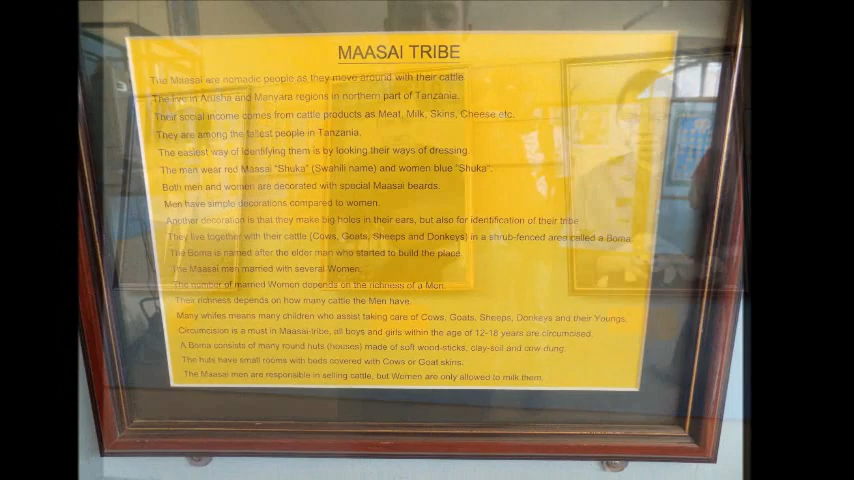 MAASAI TRIBE
The Maasai are nomadic people as they move around with their cattle.
The live in Arusha and Manyara regions in northern part of Tanzania.
Their social income comes from cattle products as Meat, Milk, Skins, Cheese etc.
They are among the tallest people in Tanzania.
The easiest way of identifying them is by looking their ways of dressing.
The men wear red Maasai "Shuka" (Swahili name) and women blue "Shuka".
Both men and women are decorated with special Maasai beards.
Men have simple decorations compared to women.
Another decoration is that they make big holes in their ears, but also for identification of their tribe.
They live together with their cattle (Cows, Goats, Sheeps and Donkeys) in a shrub-fenced area called a Boma.
The Boma is named after the elder man who started to build the place.
The Maasai men married with several Women.
The number of married Women depends on the richness of a Men.
Their richness depends on how many cattle the Men have.
Many whifes means many children who assist taking care of Cows, Goats, Sheeps, Donkeys and their Youngs.
Circumcision is a must in Maasai-tribe, all boys and girls within the age of 12-18 years are circumcised.
A Boma consists of many round huts (houses) made of soft wood-sticks, clay-soil and cow-dung.
The huts have small rooms with beds covered with Cows or Goat skins.
The Maasai men are responsible in selling cattle, but Women are only allowed to milk them.